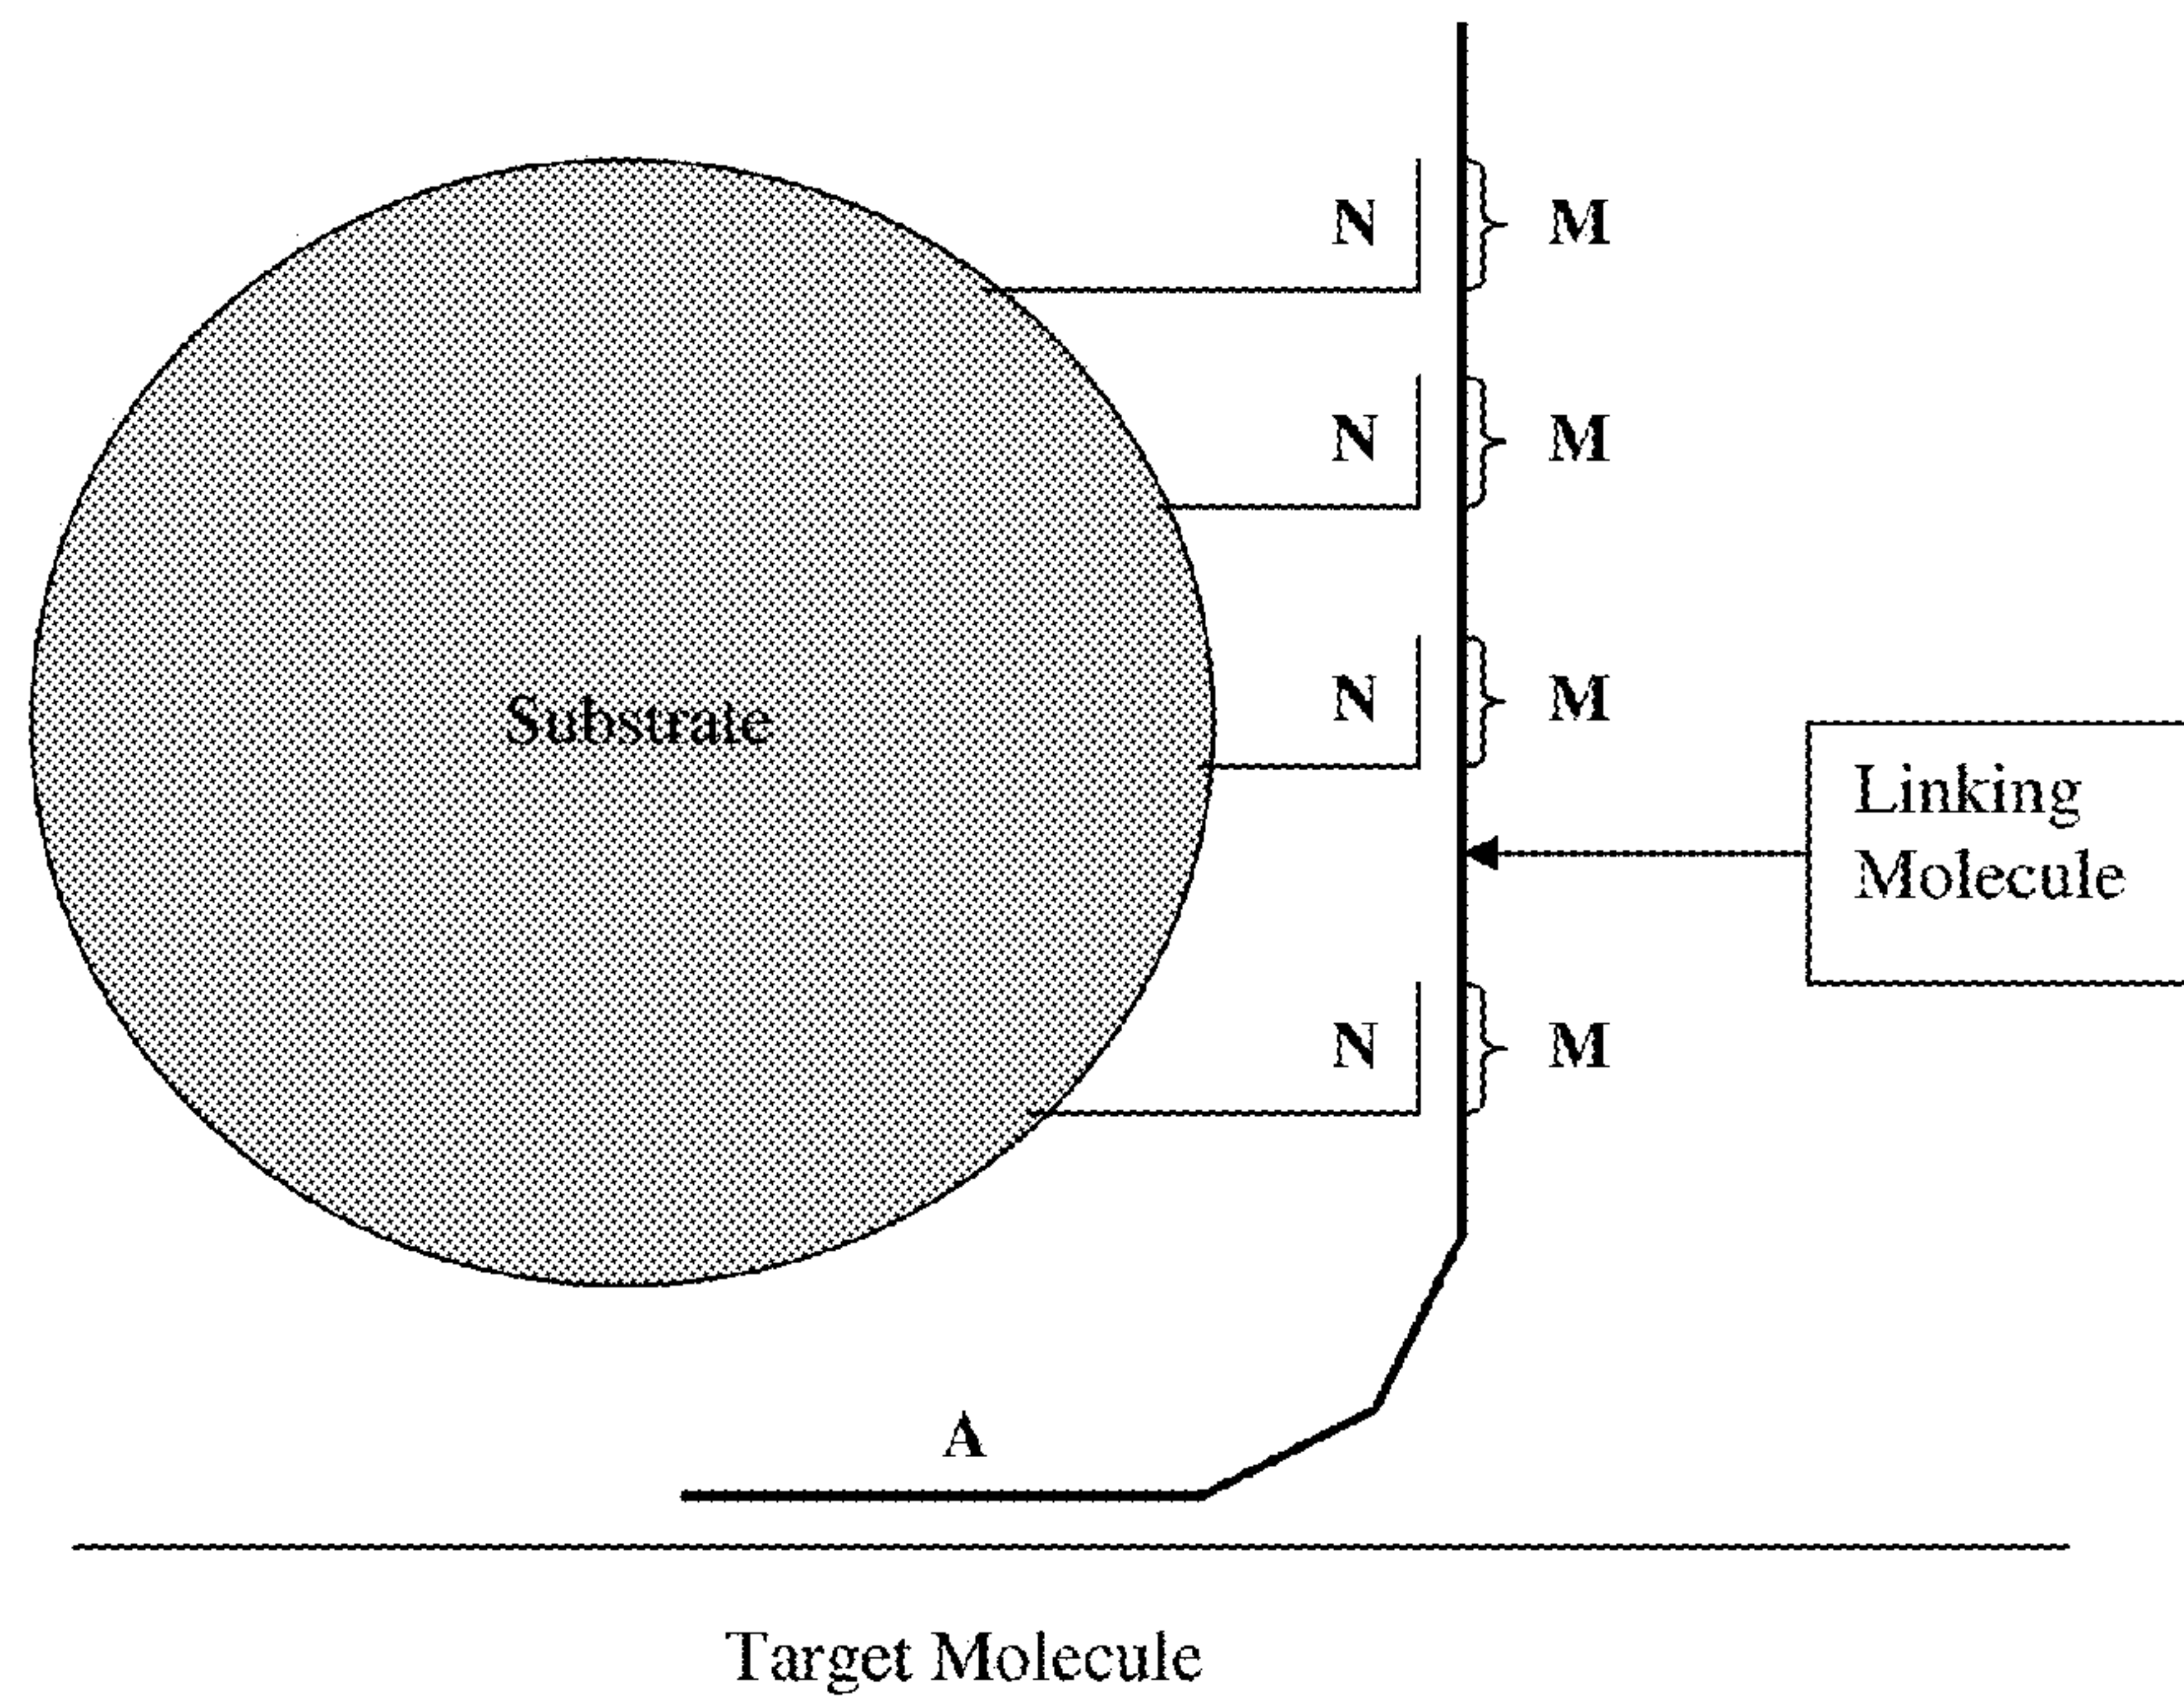 N M
N M
Substrate
N M
Linking
Molecule
N M
A
Target Molecule